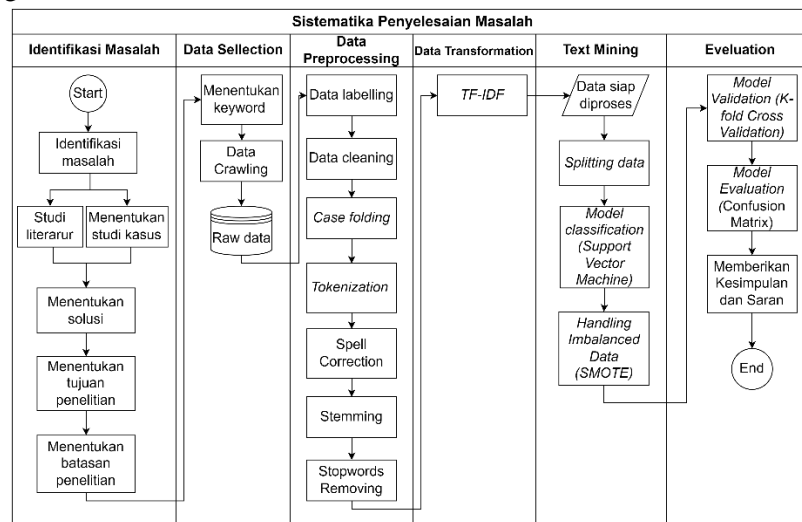 Sistematika Penyelesaian Masalah
Identifikasi Masalah
Data Sellection
Data
Preprocessing
Data Transformation
Text Mining
Eveluation
Start
Identifikasi
masalah
Studi
literarur
Menentukan
studi kasus
Menentukan
solusi
Menentukan
tujuan
penelitian
Menentukan
batasan
penelitian
Menentukan
keyword
Data
Crawling
Raw data
Data labelling
Data cleaning
Case folding
Tokenization
Spell
Correction
Stemming
Stopwords
Removing
TF-IDF
Data siap
diproses
Splitting data
Model
classification
(Support
Vector
Machine)
Handling
Imbalanced
Data
(SMOTE)
Model
Validation (K-
fold Cross
Validation)
Model
Evaluation
(Confusion
Matrix)
Memberikan
Kesimpulan
dan Saran
End